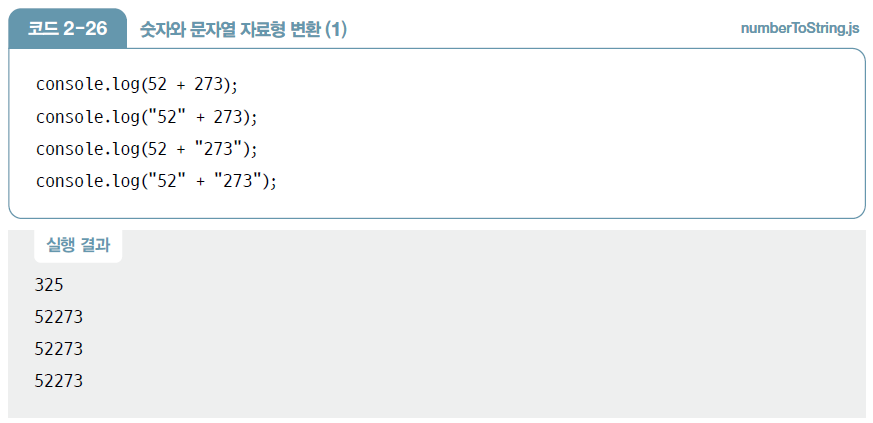 코드 2-26 숫자와 문자열 자료형 변환 (1) numberToString.js
console.log(52 + 273);
console.log("52" + 273);
console.log(52 + "273");
console.log("52" + "273");
실행 결과
325
52273
52273
52273